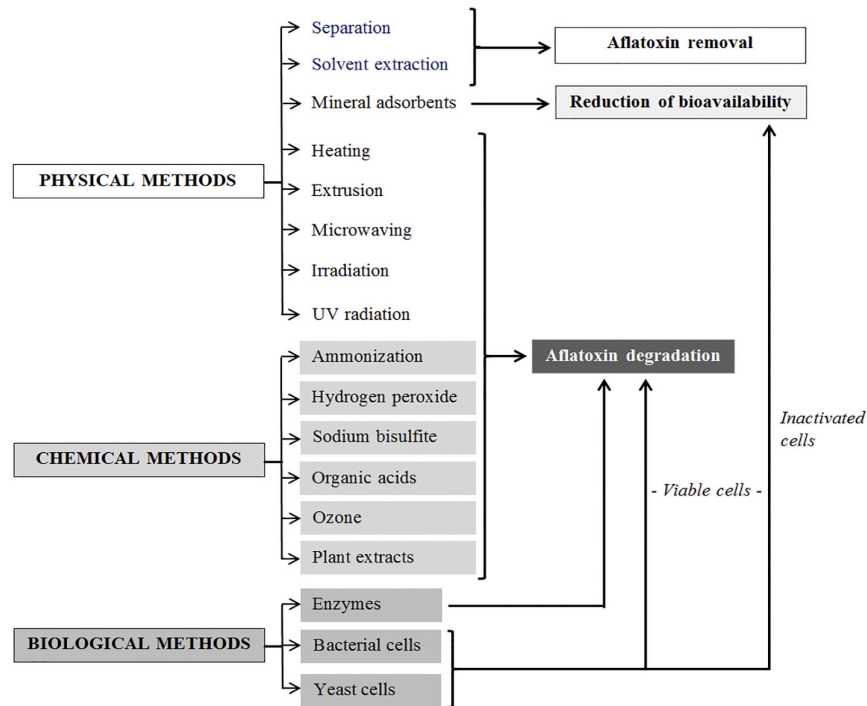 Separation
Solvent extraction
Aflatoxin removal
Mineral adsorbents
Reduction of bioavailability
Heating
PHYSICAL METHODS
Extrusion
Microwaving
Irradiation
UV radiation
Ammonization
Aflatoxin degradation
Hydrogen peroxide
Sodium bisulfite
Inactivated
cells
CHEMICAL METHODS
Organic acids
- Viable cells -
Ozone
Plant extracts
Enzymes
BIOLOGICAL METHODS
Bacterial cells
Yeast cells